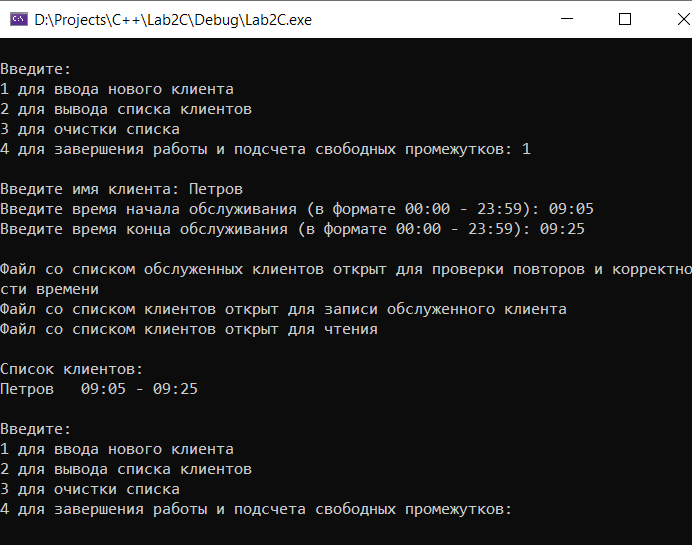 D:\Projects\C++\Lab2C\Debug\Lab2C.exe
Введите:
1 для ввода нового клиента
2 для вывода списка клиентов
3 для очистки списка
4 для завершения работы и подсчета свободных промежутков: 1
Введите имя клиента: Петров
Введите время начала обслуживания (в формате 00:00 - 23:59): 09:05
Введите время конца обслуживания (в формате 00:00 - 23:59): 09:25
Файл со списком обслуженных клиентов открыт для проверки повторов и корректно
сти времени
Файл со списком клиентов открыт для записи обслуженного клиента
Файл со списком клиентов открыт для чтения
Список клиентов:
Петров   09:05 - 09:25
Введите:
1 для ввода нового клиента
2 для вывода списка клиентов
3 для очистки списка
4 для завершения работы и подсчета свободных промежутков: